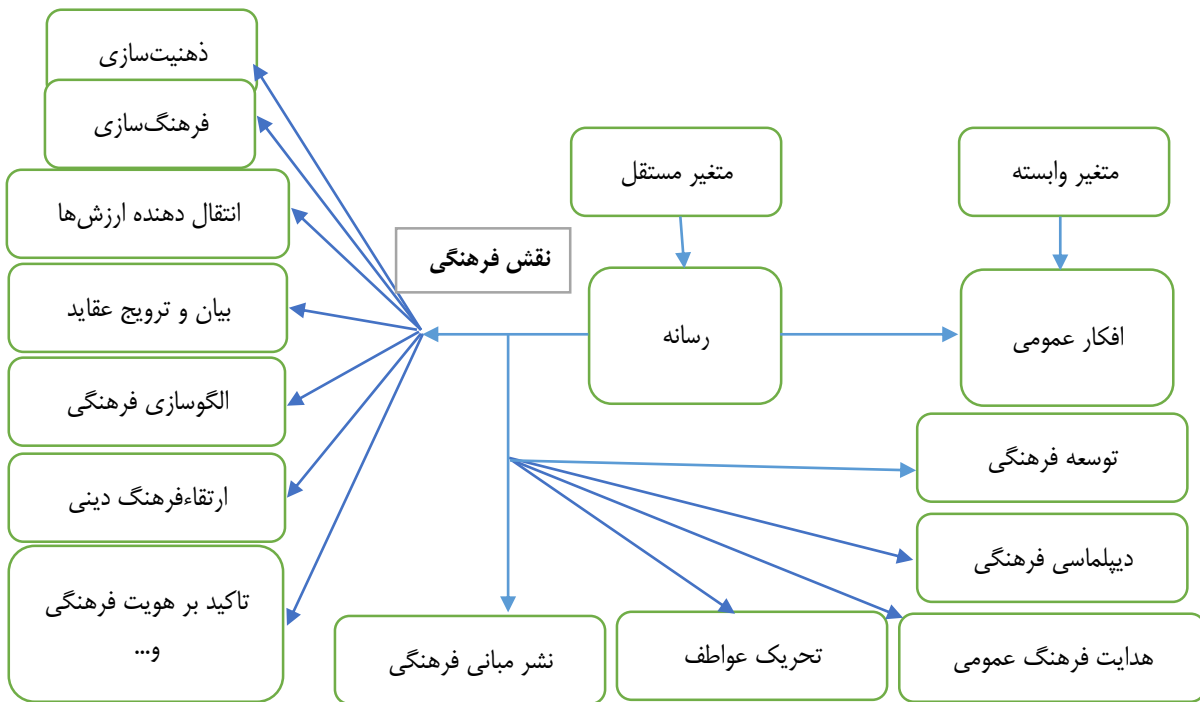 ذهنیت‌سازی
فرهنگ‌سازی
متغیر مستقل
متغیر وابسته
انتقال دهنده ارزش‌ها
نقش فرهنگی
بیان و ترویج عقاید
رسانه
افکار عمومی
الگوسازی فرهنگی
توسعه فرهنگی
ارتقاءفرهنگ دینی
دیپلماسی فرهنگی
تاکید بر هویت فرهنگی
و...
نشر مبانی فرهنگی
تحریک عواطف
هدایت فرهنگ عمومی